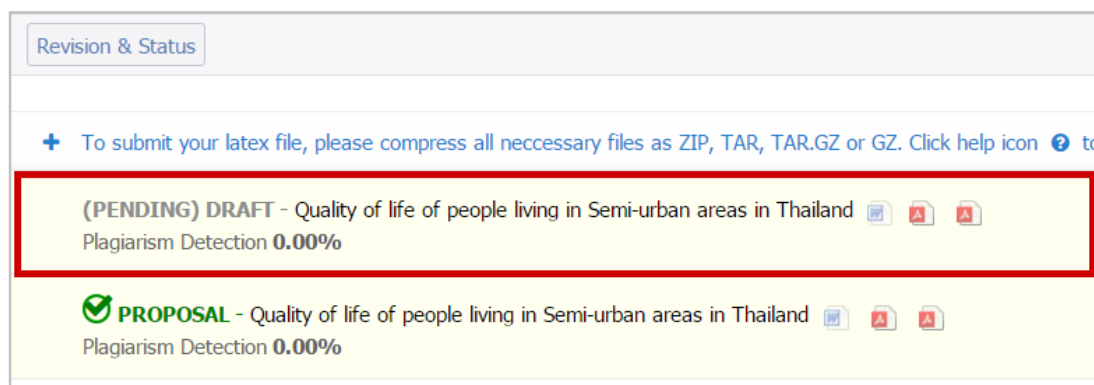 Revision & Status
To submit your latex file, please compress all neccessary files as ZIP, TAR, TAR.GZ or GZ. Click help icon
(PENDING) DRAFT - Quality of life of people living in Semi-urban areas in Thailand
Plagiarism Detection 0.00%
PROPOSAL - Quality of life of people living in Semi-urban areas in Thailand
Plagiarism Detection 0.00%